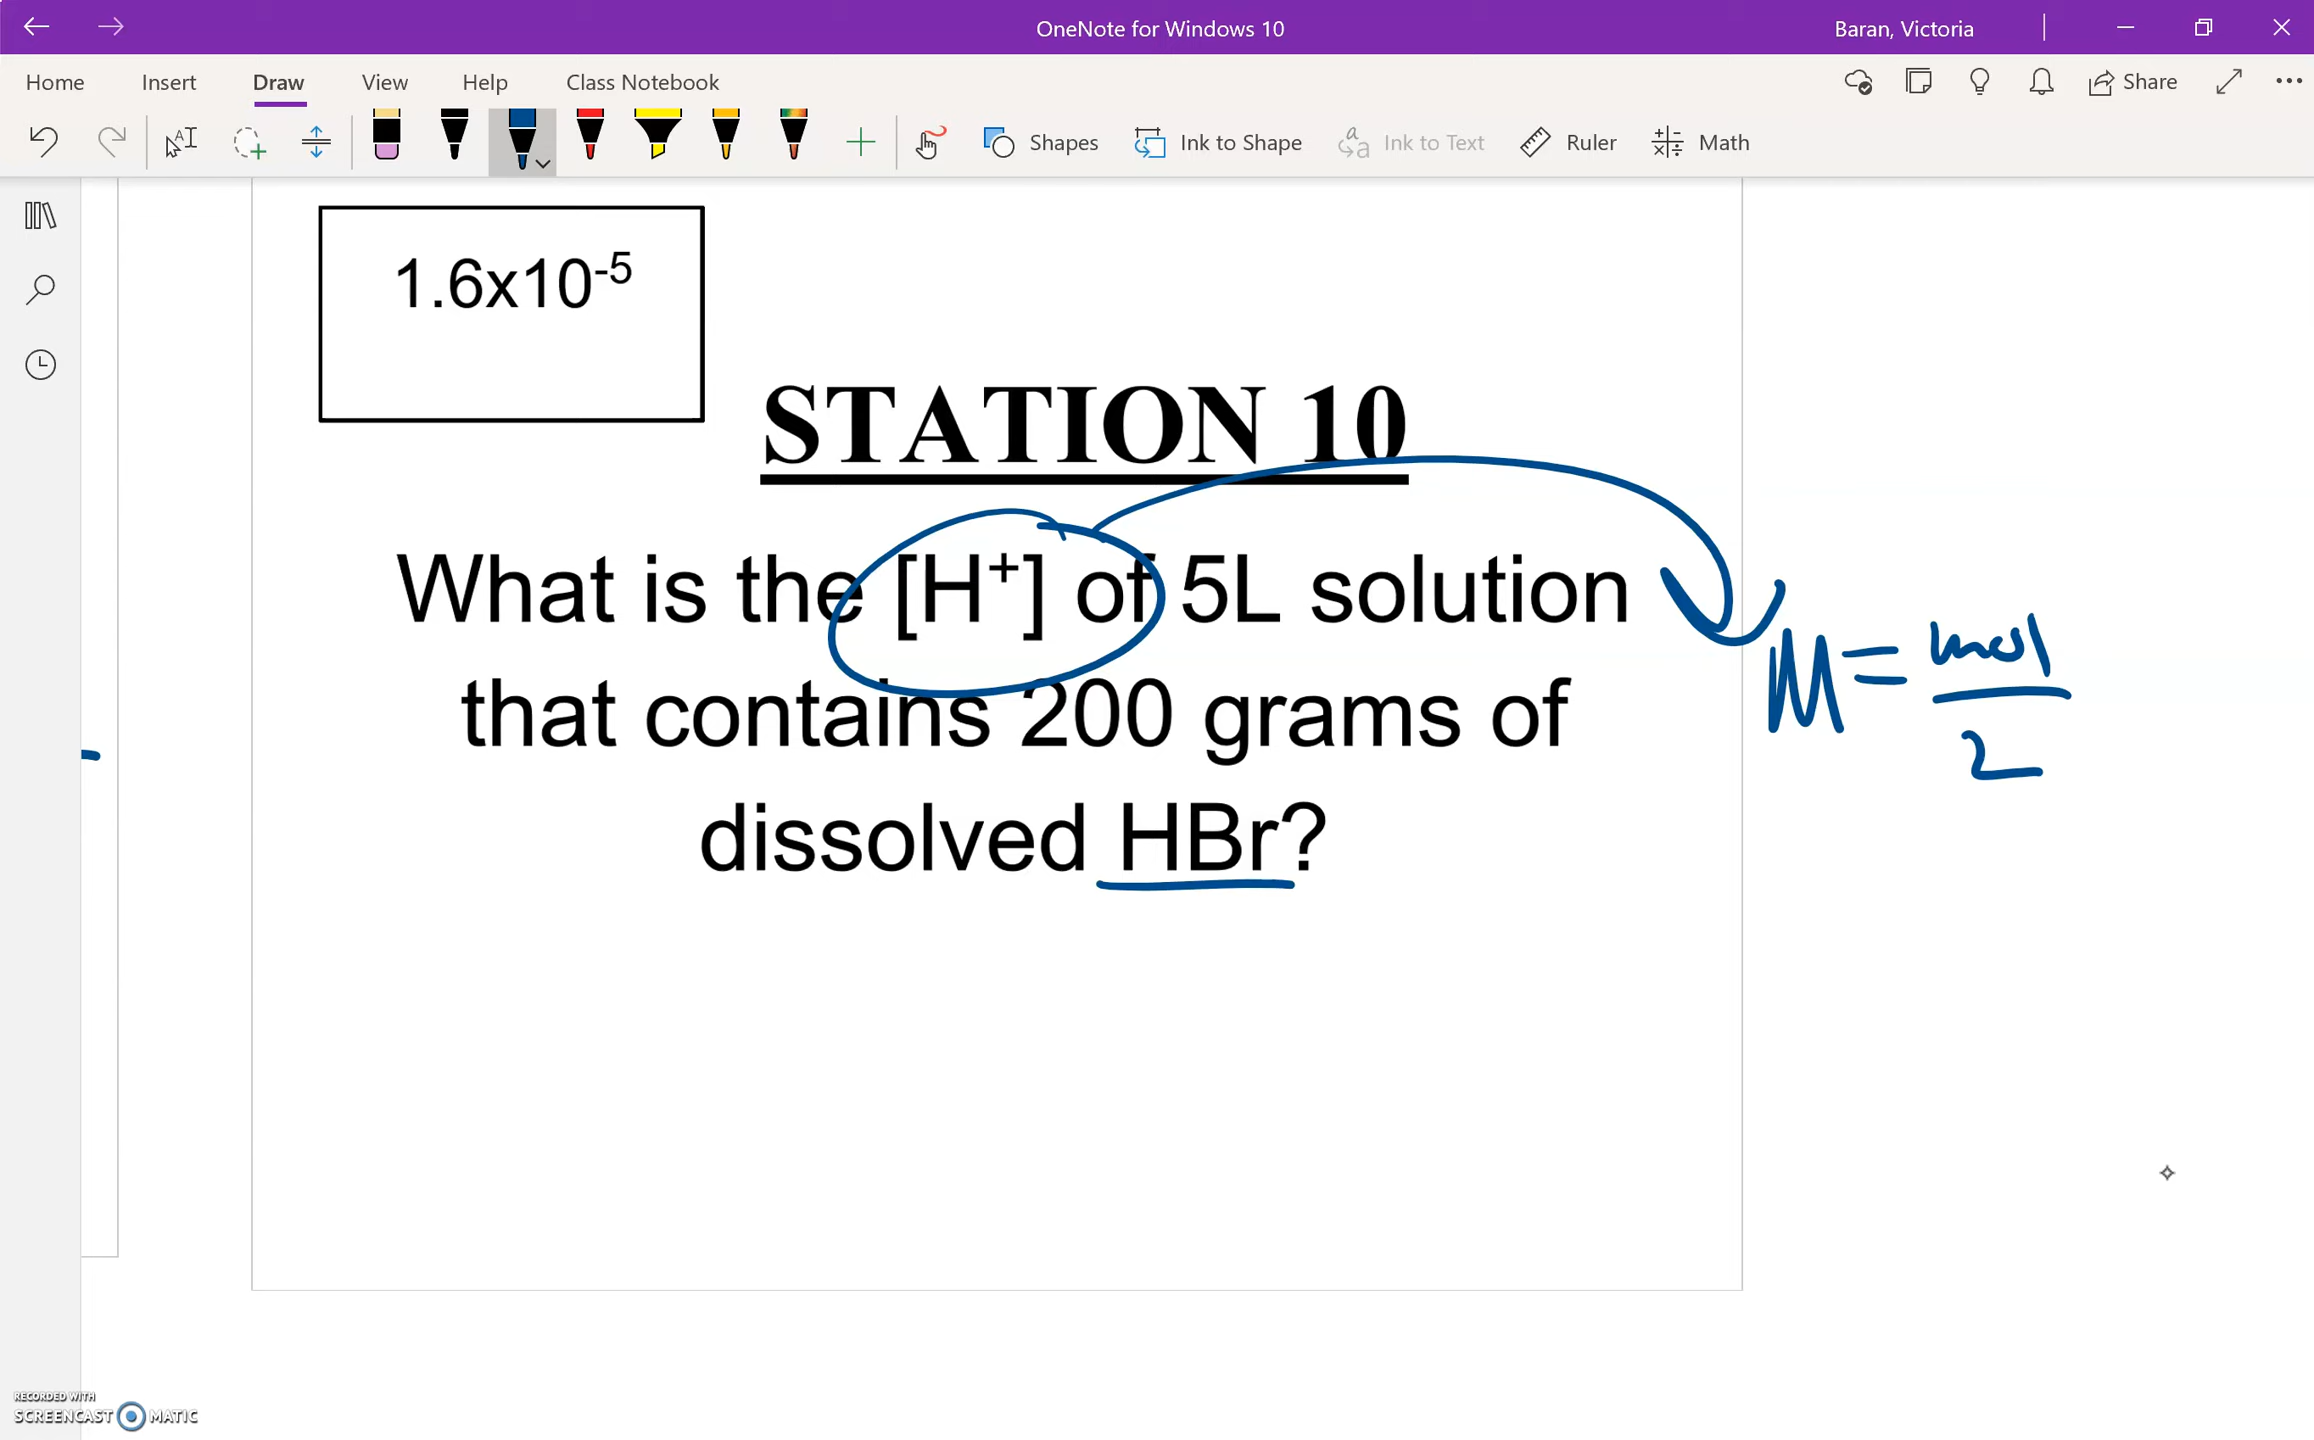 OneNote for Windows 10
Baran, Victoria
Home Insert Draw View Help Class Notebook
Share
Shapes Ink to Shape Ink to Text Ruler Math
1.6x10⁻⁵
STATION 10
What is the [H⁺] of 5L solution
that contains 200 grams of
dissolved HBr?
M = mol
L
RECORDED WITH
SCREENCAST MATIC